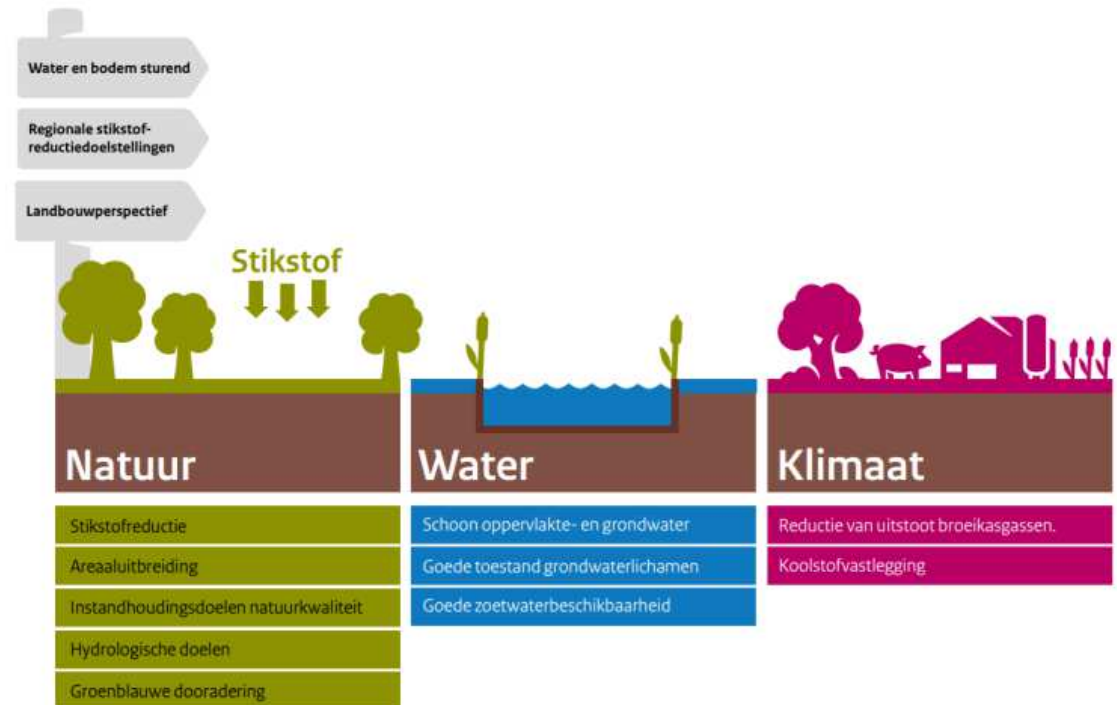 Water en bodem sturend
Regionale stikstof-
reductiedoelstellingen
Landbouwperspectief
Stikstof
Natuur
Stikstofreductie
Areaaluitbreiding
Instandhoudingsdoelen natuurkwaliteit
Hydrologische doelen
Groenblauwe dooradering
Water
Schoon oppervlakte- en grondwater
Goede toestand grondwaterlichamen
Goede zoetwaterbeschikbaarheid
Klimaat
Reductie van uitstoot broeikasgassen.
Koolstofvastlegging